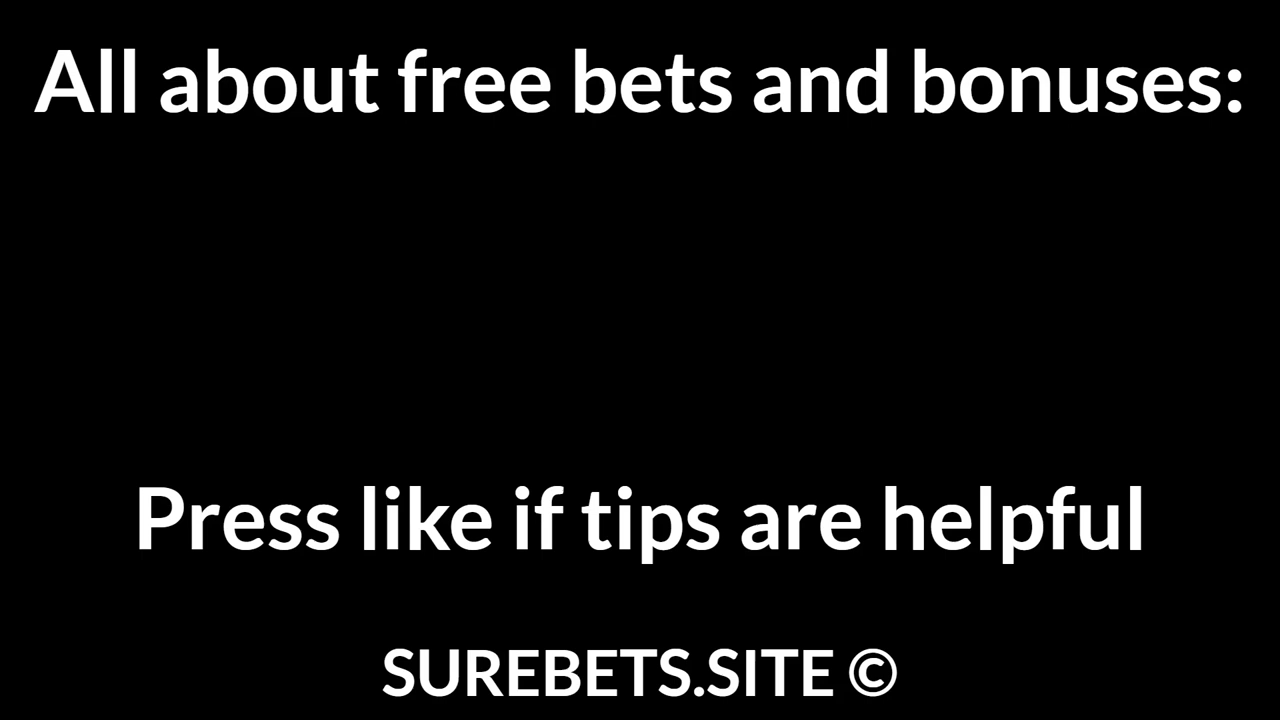 All about free bets and bonuses:
Press like if tips are helpful
SUREBETS.SITE ©